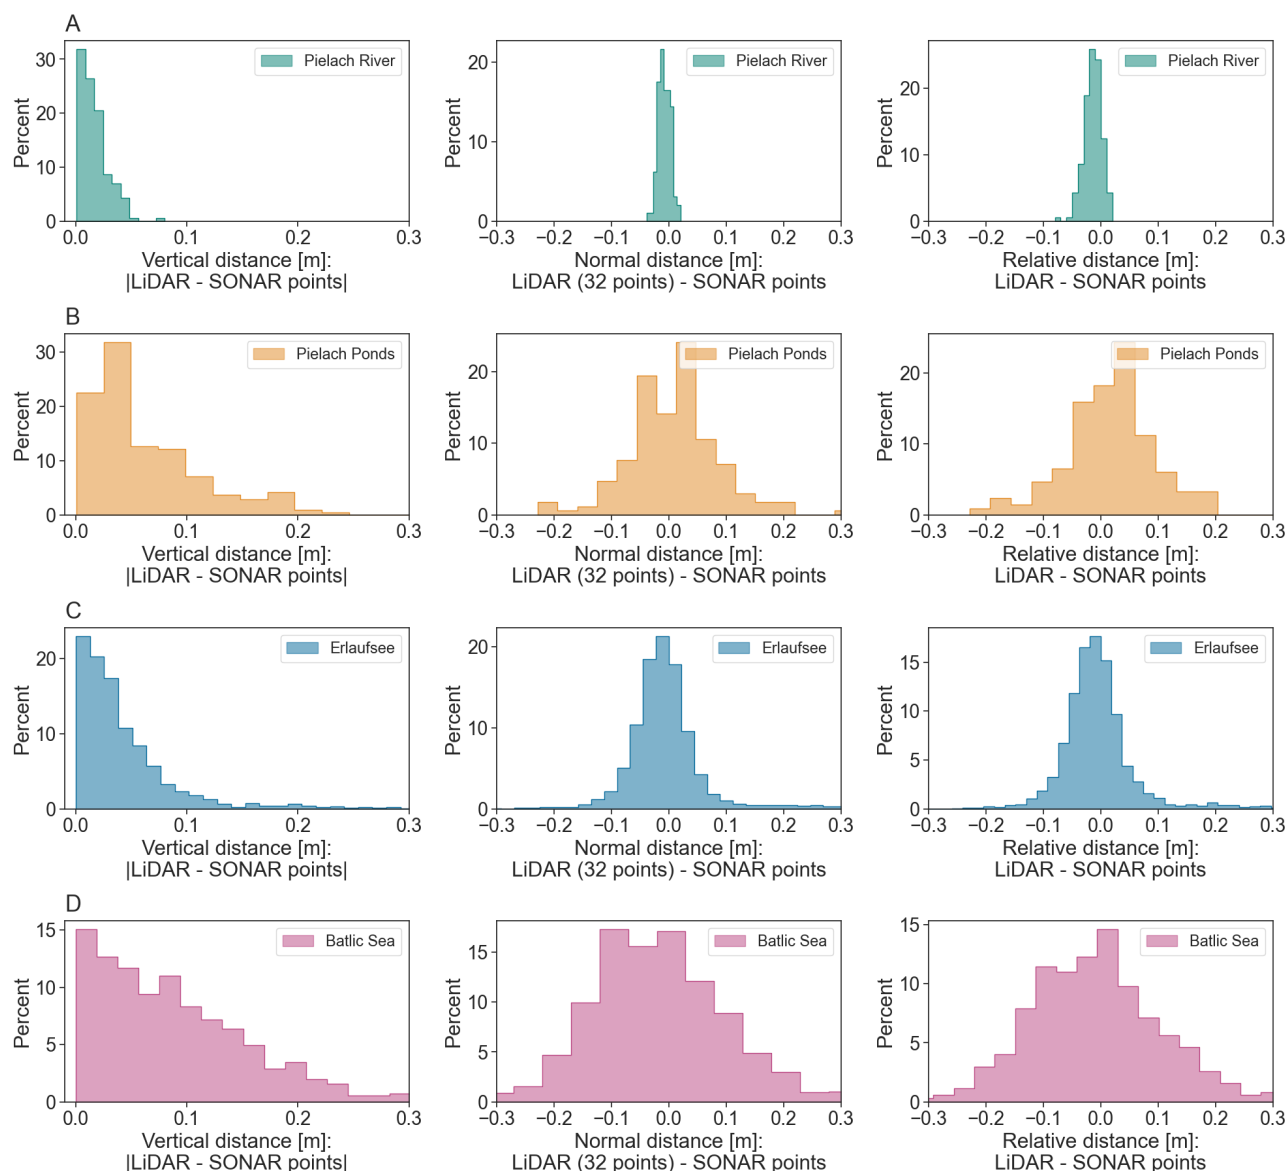 A
Percent
30
20
10
0
Pielach River
0.0 0.1 0.2 0.3
Vertical distance [m]:
|LiDAR - SONAR points|
Percent
20
10
0
Pielach River
−0.3 −0.2 −0.1 0.0 0.1 0.2 0.3
Normal distance [m]:
LiDAR (32 points) - SONAR points
Percent
20
10
0
Pielach River
−0.3 −0.2 −0.1 0.0 0.1 0.2 0.3
Relative distance [m]:
LiDAR - SONAR points
B
Percent
30
20
10
0
Pielach Ponds
0.0 0.1 0.2 0.3
Vertical distance [m]:
|LiDAR - SONAR points|
Percent
20
10
0
Pielach Ponds
−0.3 −0.2 −0.1 0.0 0.1 0.2 0.3
Normal distance [m]:
LiDAR (32 points) - SONAR points
Percent
20
10
0
Pielach Ponds
−0.3 −0.2 −0.1 0.0 0.1 0.2 0.3
Relative distance [m]:
LiDAR - SONAR points
C
Percent
20
10
0
Erlaufsee
0.0 0.1 0.2 0.3
Vertical distance [m]:
|LiDAR - SONAR points|
Percent
20
10
0
Erlaufsee
−0.3 −0.2 −0.1 0.0 0.1 0.2 0.3
Normal distance [m]:
LiDAR (32 points) - SONAR points
Percent
15
10
5
0
Erlaufsee
−0.3 −0.2 −0.1 0.0 0.1 0.2 0.3
Relative distance [m]:
LiDAR - SONAR points
D
Percent
15
10
5
0
Batlic Sea
0.0 0.1 0.2 0.3
Vertical distance [m]:
|LiDAR - SONAR points|
Percent
15
10
5
0
Batlic Sea
−0.3 −0.2 −0.1 0.0 0.1 0.2 0.3
Normal distance [m]:
LiDAR (32 points) - SONAR points
Percent
15
10
5
0
Batlic Sea
−0.3 −0.2 −0.1 0.0 0.1 0.2 0.3
Relative distance [m]:
LiDAR - SONAR points